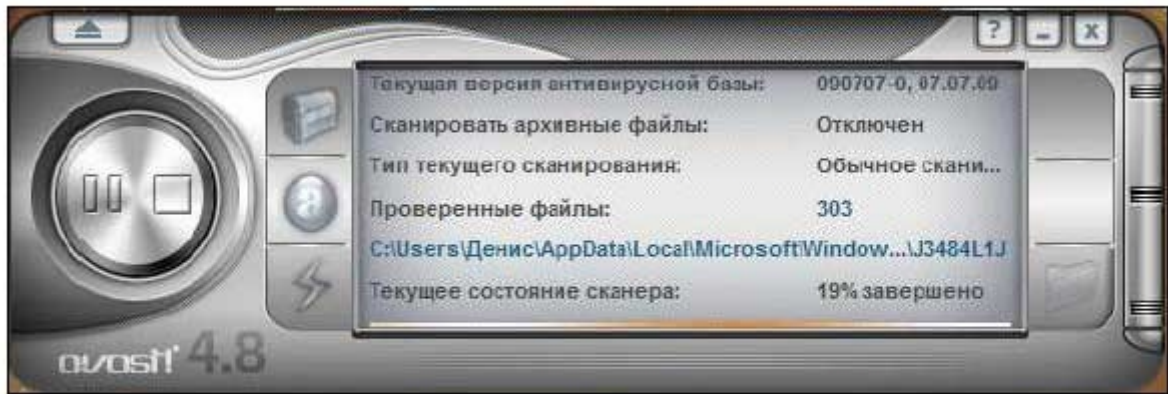 ? - x
Текущая версия антивирусной базы: 090707-0, 07.07.09
Сканировать архивные файлы: Отключен
Тип текущего сканирования: Обычное скани...
Проверенные файлы: 303
C:\Users\Денис\AppData\Local\Microsoft\Window...\J3484L1J
Текущее состояние сканера: 19% завершено
avast! 4.8